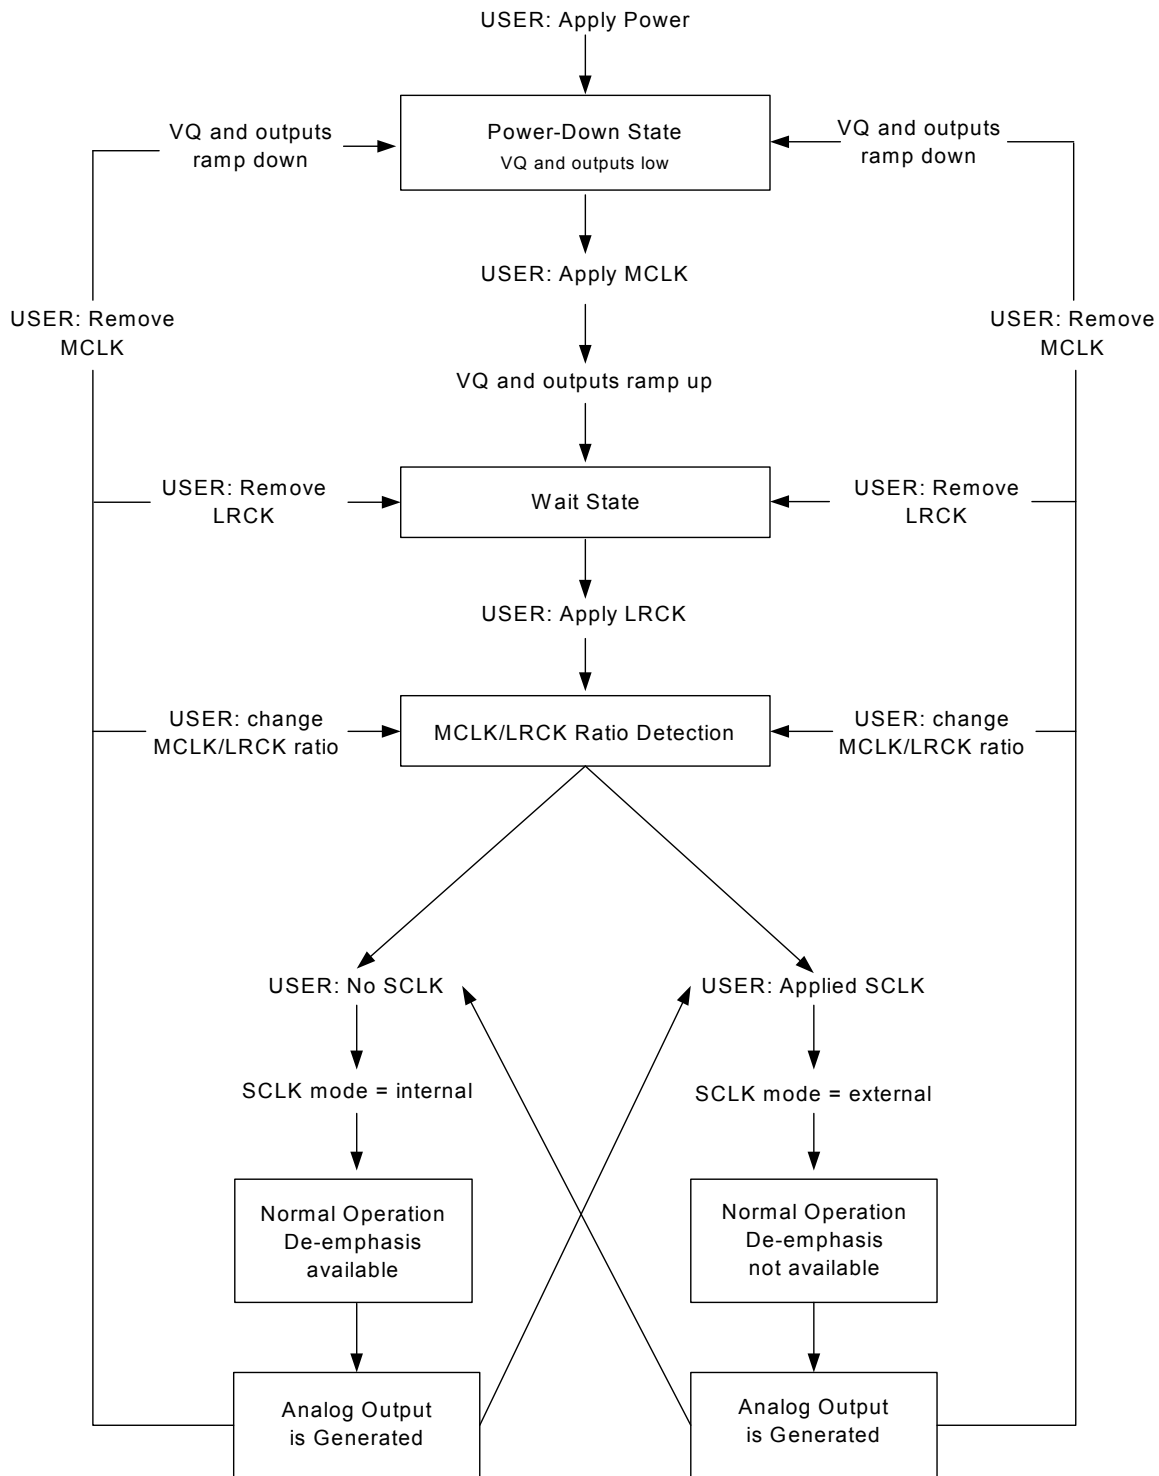 USER: Apply Power
VQ and outputs
ramp down
Power-Down State
VQ and outputs low
VQ and outputs
ramp down
USER: Apply MCLK
USER: Remove
MCLK
USER: Remove
MCLK
VQ and outputs ramp up
USER: Remove
LRCK
Wait State
USER: Remove
LRCK
USER: Apply LRCK
USER: change
MCLK/LRCK ratio
MCLK/LRCK Ratio Detection
USER: change
MCLK/LRCK ratio
USER: No SCLK
USER: Applied SCLK
SCLK mode = internal
SCLK mode = external
Normal Operation
De-emphasis
available
Normal Operation
De-emphasis
not available
Analog Output
is Generated
Analog Output
is Generated